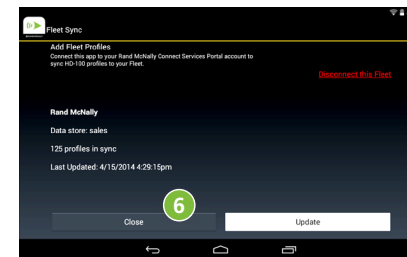 Fleet Sync
Add Fleet Profiles
Connect this app to your Rand McNally Connect Services Portal account to
sync HD-100 profiles to your Fleet.
Disconnect this Fleet
Rand McNally
Data store: sales
125 profiles in sync
Last Updated: 4/15/2014 4:29:15pm
6
Close
Update